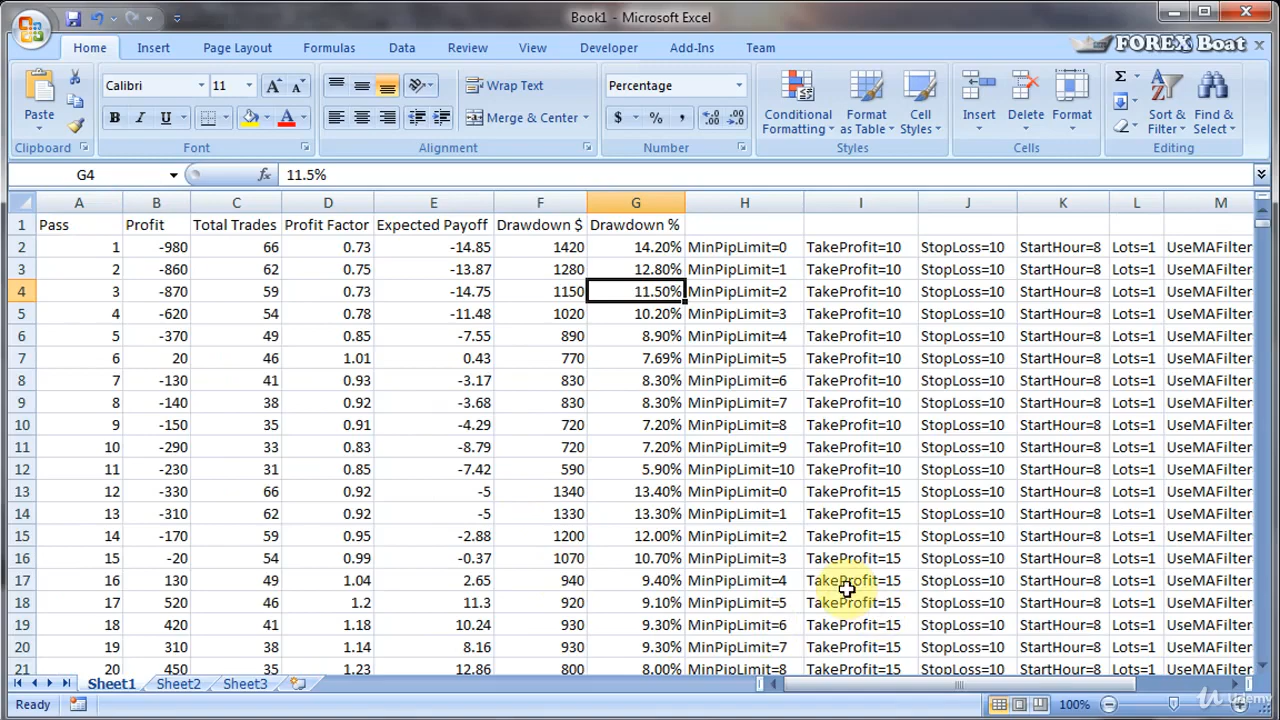 Book1 - Microsoft Excel
Home Insert Page Layout Formulas Data Review View Developer Add-Ins Team
FOREX Boat
Paste
Calibri 11
B I U A
Wrap Text
Merge & Center
Percentage
$ % ,
Conditional Formatting
Format as Table
Cell Styles
Insert Delete Format
Σ
Sort & Filter
Find & Select
Clipboard Font Alignment Number Styles Cells Editing
G4 fx 11.5%
A B C D E F G H I J K L M
1 Pass Profit Total Trades Profit Factor Expected Payoff Drawdown $ Drawdown %
2 1 -980 66 0.73 -14.85 1420 14.20% MinPipLimit=0 TakeProfit=10 StopLoss=10 StartHour=8 Lots=1 UseMAFilter
3 2 -860 62 0.75 -13.87 1280 12.80% MinPipLimit=1 TakeProfit=10 StopLoss=10 StartHour=8 Lots=1 UseMAFilter
4 3 -870 59 0.73 -14.75 1150 11.50% MinPipLimit=2 TakeProfit=10 StopLoss=10 StartHour=8 Lots=1 UseMAFilter
5 4 -620 54 0.78 -11.48 1020 10.20% MinPipLimit=3 TakeProfit=10 StopLoss=10 StartHour=8 Lots=1 UseMAFilter
6 5 -370 49 0.85 -7.55 890 8.90% MinPipLimit=4 TakeProfit=10 StopLoss=10 StartHour=8 Lots=1 UseMAFilter
7 6 20 46 1.01 0.43 770 7.69% MinPipLimit=5 TakeProfit=10 StopLoss=10 StartHour=8 Lots=1 UseMAFilter
8 7 -130 41 0.93 -3.17 830 8.30% MinPipLimit=6 TakeProfit=10 StopLoss=10 StartHour=8 Lots=1 UseMAFilter
9 8 -140 38 0.91 -3.68 830 8.30% MinPipLimit=7 TakeProfit=10 StopLoss=10 StartHour=8 Lots=1 UseMAFilter
10 9 -150 35 0.91 -4.29 720 7.20% MinPipLimit=8 TakeProfit=10 StopLoss=10 StartHour=8 Lots=1 UseMAFilter
11 10 -290 33 0.83 -8.79 720 7.20% MinPipLimit=9 TakeProfit=10 StopLoss=10 StartHour=8 Lots=1 UseMAFilter
12 11 -230 31 0.85 -7.42 590 5.90% MinPipLimit=10 TakeProfit=10 StopLoss=10 StartHour=8 Lots=1 UseMAFilter
13 12 -330 66 0.92 -5 1340 13.40% MinPipLimit=0 TakeProfit=15 StopLoss=10 StartHour=8 Lots=1 UseMAFilter
14 13 -310 62 0.92 -5 1330 13.30% MinPipLimit=1 TakeProfit=15 StopLoss=10 StartHour=8 Lots=1 UseMAFilter
15 14 -170 59 0.95 -2.88 1200 12.00% MinPipLimit=2 TakeProfit=15 StopLoss=10 StartHour=8 Lots=1 UseMAFilter
16 15 -20 54 0.99 -0.37 1070 10.70% MinPipLimit=3 TakeProfit=15 StopLoss=10 StartHour=8 Lots=1 UseMAFilter
17 16 130 49 1.04 2.65 940 9.40% MinPipLimit=4 TakeProfit=15 StopLoss=10 StartHour=8 Lots=1 UseMAFilter
18 17 520 46 1.2 11.3 920 9.10% MinPipLimit=5 TakeProfit=15 StopLoss=10 StartHour=8 Lots=1 UseMAFilter
19 18 420 41 1.18 10.24 930 9.30% MinPipLimit=6 TakeProfit=15 StopLoss=10 StartHour=8 Lots=1 UseMAFilter
20 19 310 38 1.14 8.16 930 9.30% MinPipLimit=7 TakeProfit=15 StopLoss=10 StartHour=8 Lots=1 UseMAFilter
21 20 450 35 1.23 12.86 800 8.00% MinPipLimit=8 TakeProfit=15 StopLoss=10 StartHour=8 Lots=1 UseMAFilter
Sheet1 Sheet2 Sheet3
Ready 100%
Udemy